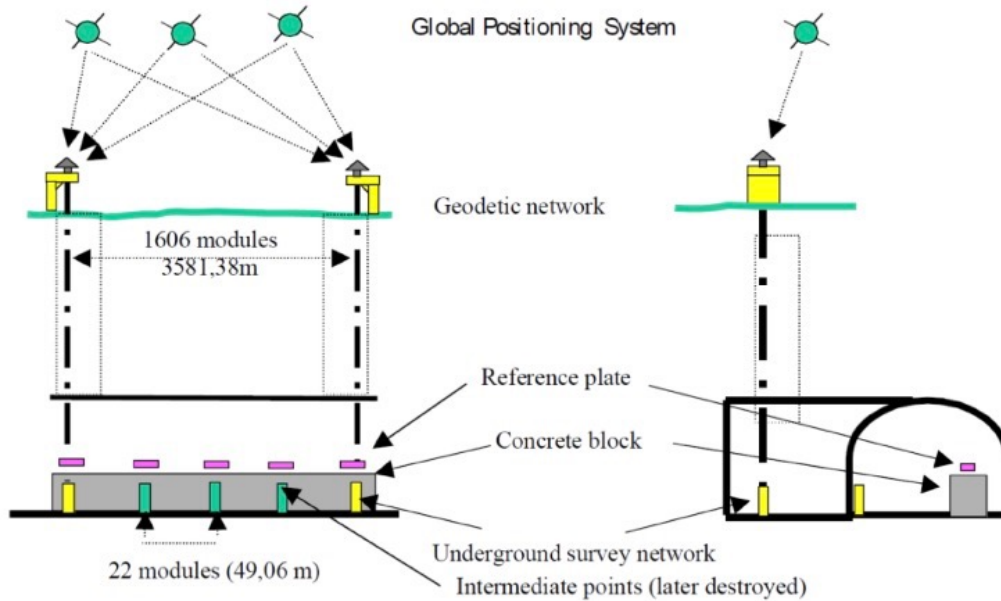 Global Positioning System
Geodetic network
1606 modules
3581,38m
Reference plate
Concrete block
Underground survey network
22 modules (49,06 m)
Intermediate points (later destroyed)